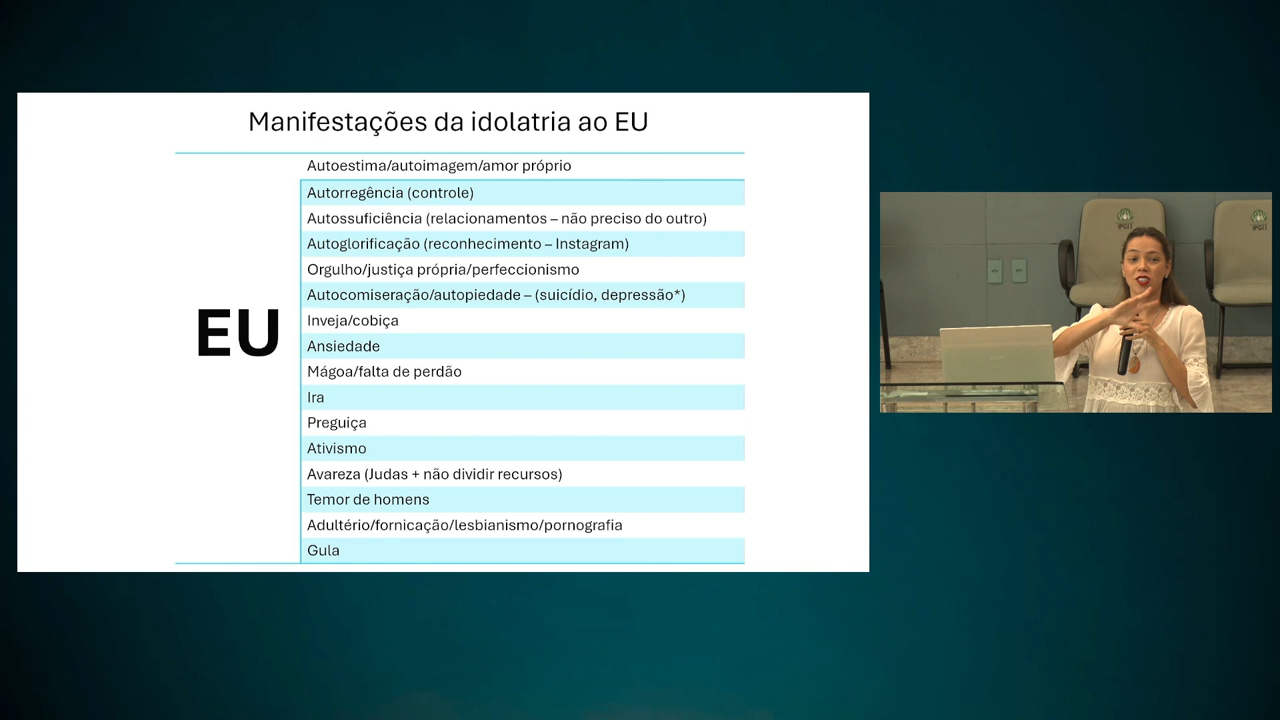 Manifestações da idolatria ao EU
EU
Autoestima/autoimagem/amor próprio
Autorregência (controle)
Autossuficiência (relacionamentos – não preciso do outro)
Autoglorificação (reconhecimento – Instagram)
Orgulho/justiça própria/perfeccionismo
Autocomiseração/autopiedade – (suicídio, depressão*)
Inveja/cobiça
Ansiedade
Mágoa/falta de perdão
Ira
Preguiça
Ativismo
Avareza (Judas + não dividir recursos)
Temor de homens
Adultério/fornicação/lesbianismo/pornografia
Gula